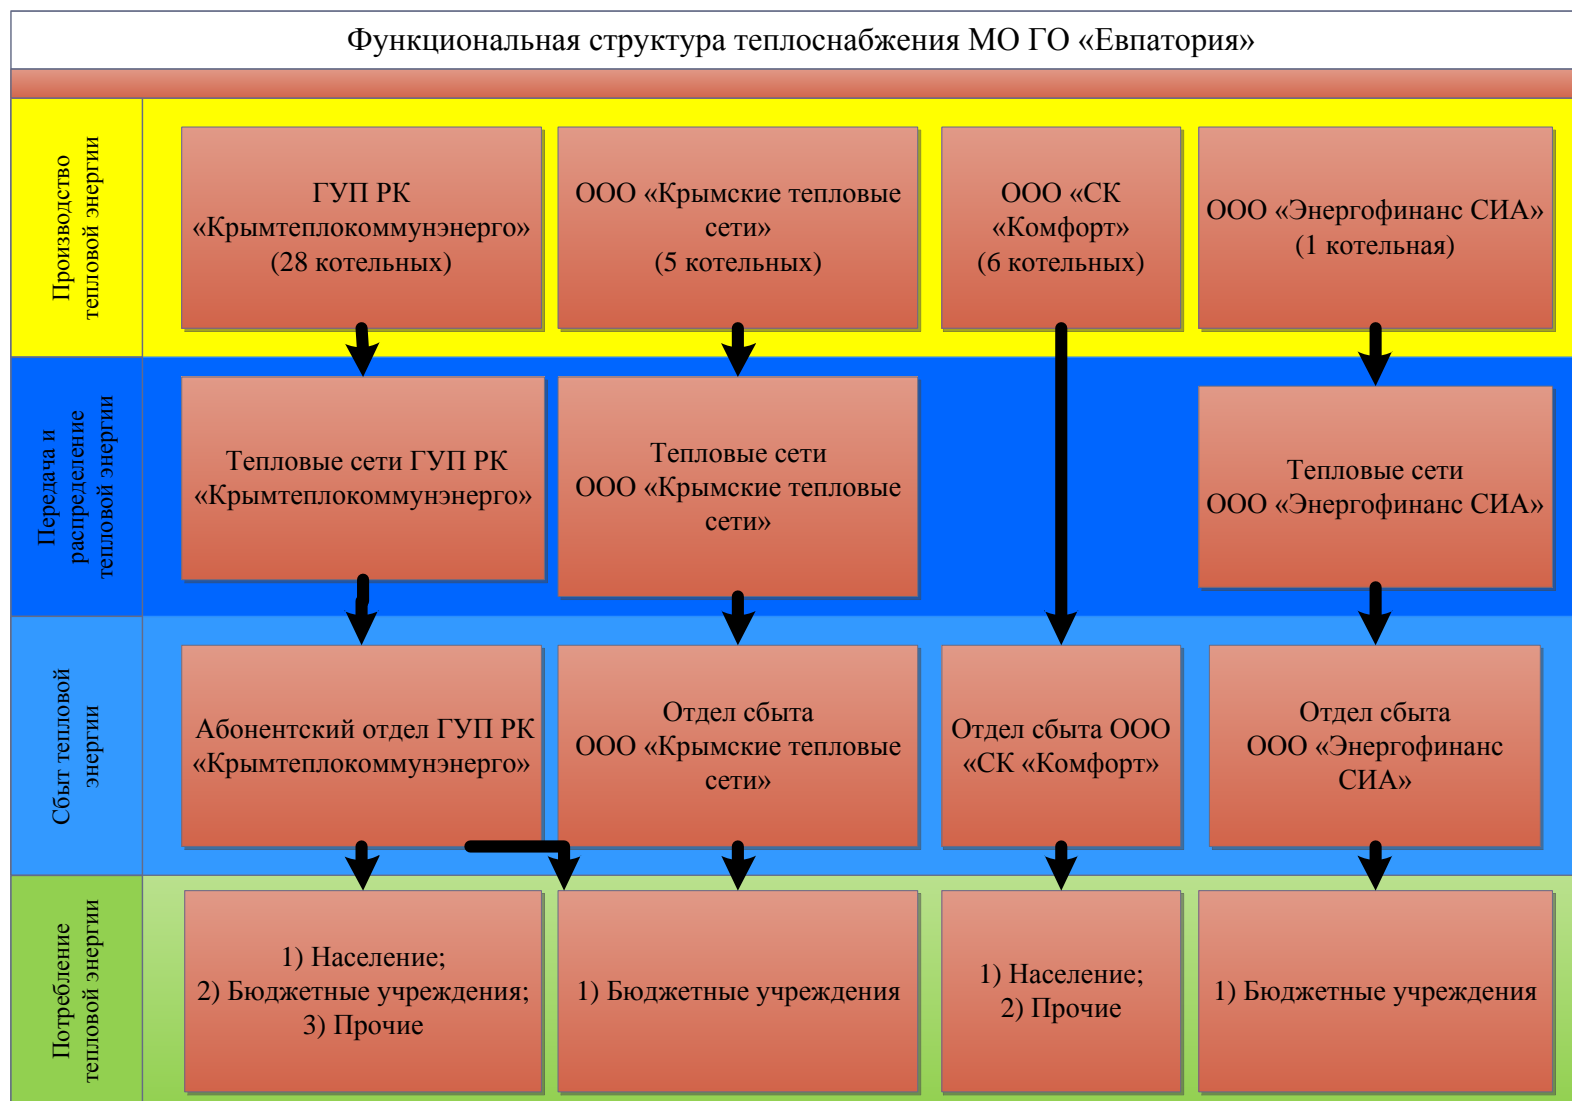 Функциональная структура теплоснабжения МО ГО «Евпатория»
Производство
тепловой энергии
ГУП РК
«Крымтеплокоммунэнерго»
(28 котельных)
ООО «Крымские тепловые
сети»
(5 котельных)
ООО «СК
«Комфорт»
(6 котельных)
ООО «Энергофинанс СИА»
(1 котельная)
Передача и
распределение
тепловой энергии
Тепловые сети ГУП РК
«Крымтеплокоммунэнерго»
Тепловые сети
ООО «Крымские тепловые
сети»
Тепловые сети
ООО «Энергофинанс СИА»
Сбыт тепловой
энергии
Абонентский отдел ГУП РК
«Крымтеплокоммунэнерго»
Отдел сбыта
ООО «Крымские тепловые
сети»
Отдел сбыта ООО
«СК «Комфорт»
Отдел сбыта
ООО «Энергофинанс
СИА»
Потребление
тепловой энергии
1) Население;
2) Бюджетные учреждения;
3) Прочие
1) Бюджетные учреждения
1) Население;
2) Прочие
1) Бюджетные учреждения